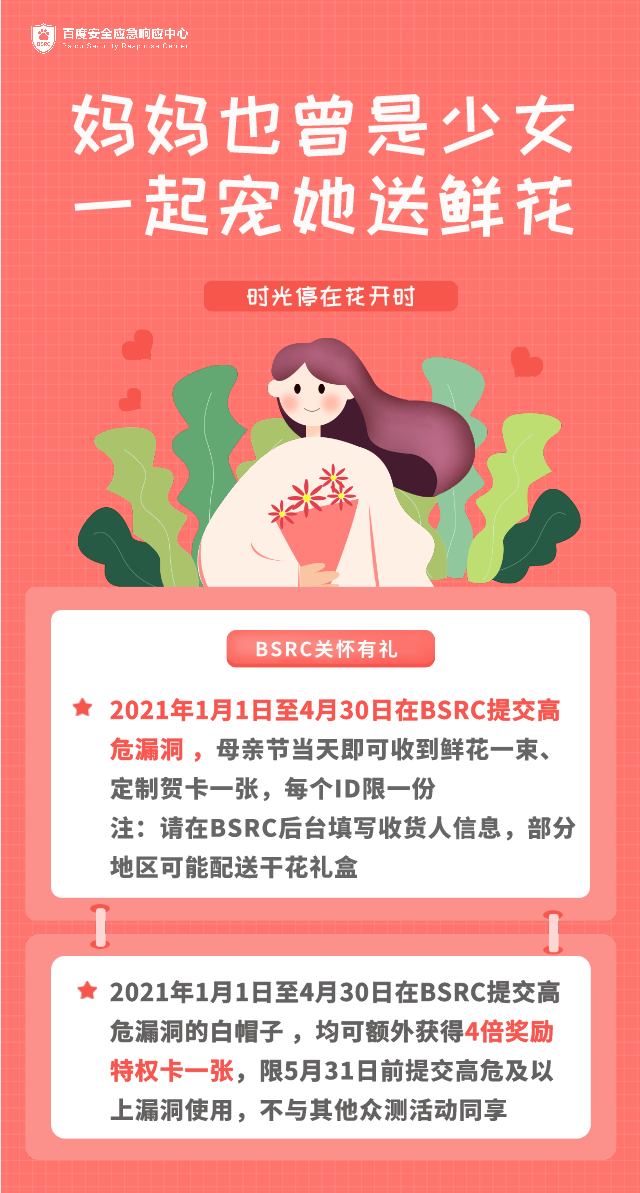 百度安全应急响应中心
Baidu Security Response Center
BSRC
妈妈也曾是少女
一起宠她送鲜花
时光停在花开时
BSRC关怀有礼
2021年1月1日至4月30日在BSRC提交高
危漏洞 ，母亲节当天即可收到鲜花一束、
定制贺卡一张，每个ID限一份
注：请在BSRC后台填写收货人信息，部分
地区可能配送干花礼盒
2021年1月1日至4月30日在BSRC提交高
危漏洞的白帽子 ，均可额外获得4倍奖励
特权卡一张，限5月31日前提交高危及以
上漏洞使用，不与其他众测活动同享